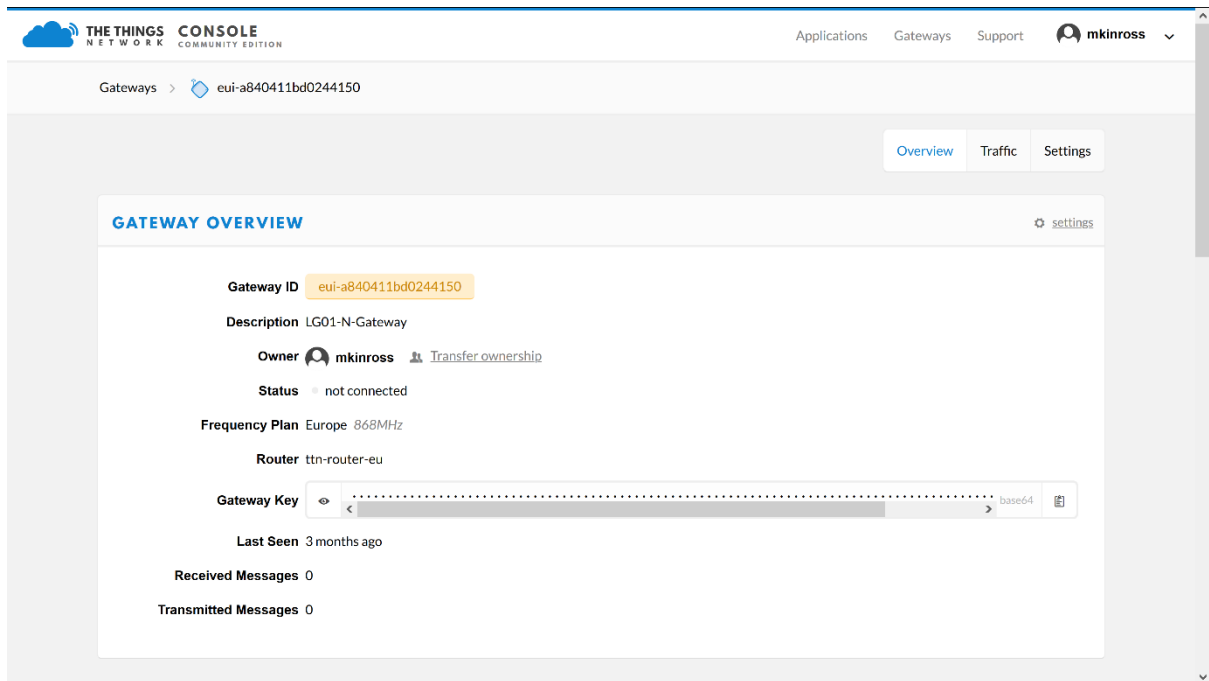 THE THINGS NETWORK CONSOLE COMMUNITY EDITION
Applications Gateways Support mkinross
Gateways > eui-a840411bd0244150
Overview Traffic Settings
GATEWAY OVERVIEW settings
Gateway ID eui-a840411bd0244150
Description LG01-N-Gateway
Owner mkinross Transfer ownership
Status not connected
Frequency Plan Europe 868MHz
Router ttn-router-eu
Gateway Key base64
Last Seen 3 months ago
Received Messages 0
Transmitted Messages 0